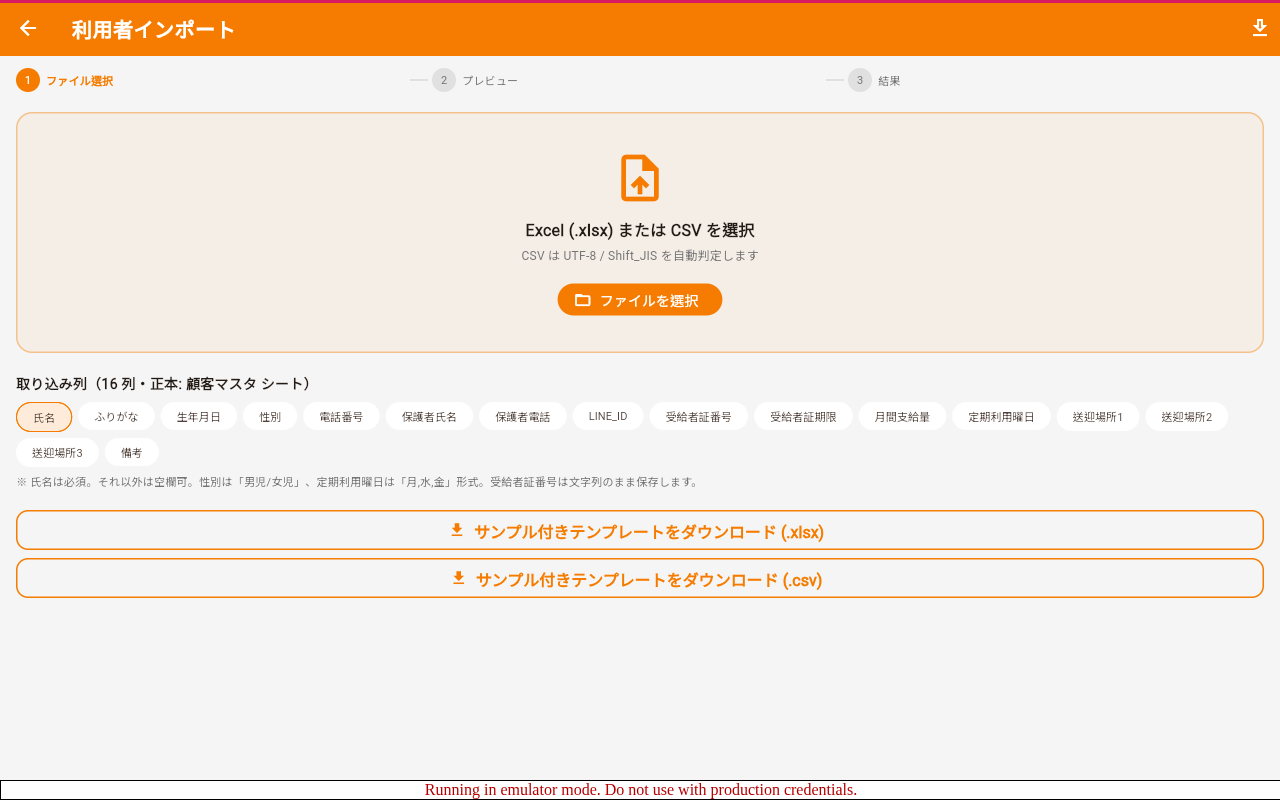 利用者インポート
1 ファイル選択 2 プレビュー 3 結果
Excel (.xlsx) または CSV を選択
CSV は UTF-8 / Shift_JIS を自動判定します
ファイルを選択
取り込み列（16 列・正本: 顧客マスタ シート）
氏名 ふりがな 生年月日 性別 電話番号 保護者氏名 保護者電話 LINE_ID 受給者証番号 受給者証期限 月間支給量 定期利用曜日 送迎場所1 送迎場所2
送迎場所3 備考
※ 氏名は必須。それ以外は空欄可。性別は「男児/女児」、定期利用曜日は「月,水,金」形式。受給者証番号は文字列のまま保存します。
サンプル付きテンプレートをダウンロード (.xlsx)
サンプル付きテンプレートをダウンロード (.csv)
Running in emulator mode. Do not use with production credentials.